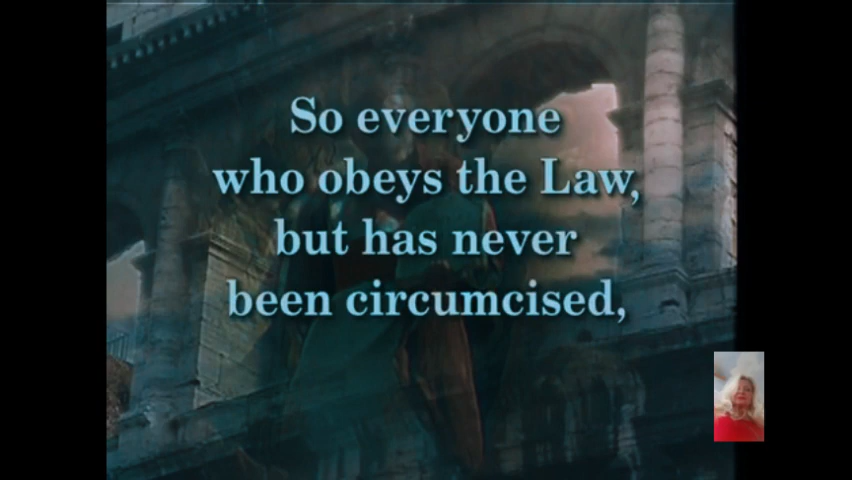 So everyone
who obeys the Law,
but has never
been circumcised,